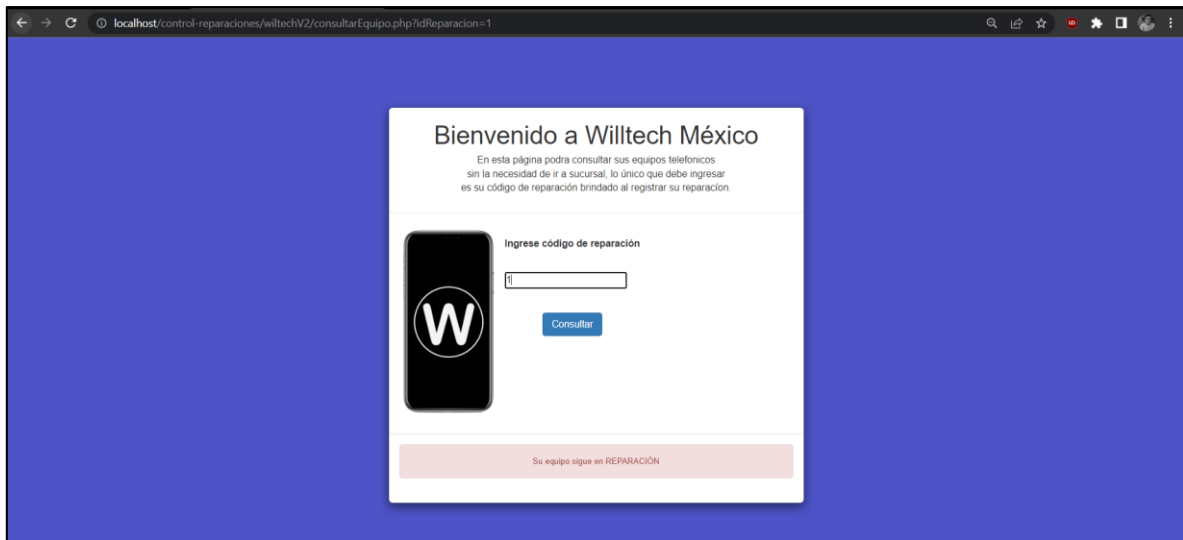 localhost/control-reparaciones/wiltechV2/consultarEquipo.php?idReparacion=1
Bienvenido a Willtech México
En esta página podra consultar sus equipos telefonicos
sin la necesidad de ir a sucursal, lo único que debe ingresar
es su código de reparación brindado al registrar su reparacíon.
Ingrese código de reparación
1
W
Consultar
Su equipo sigue en REPARACIÓN